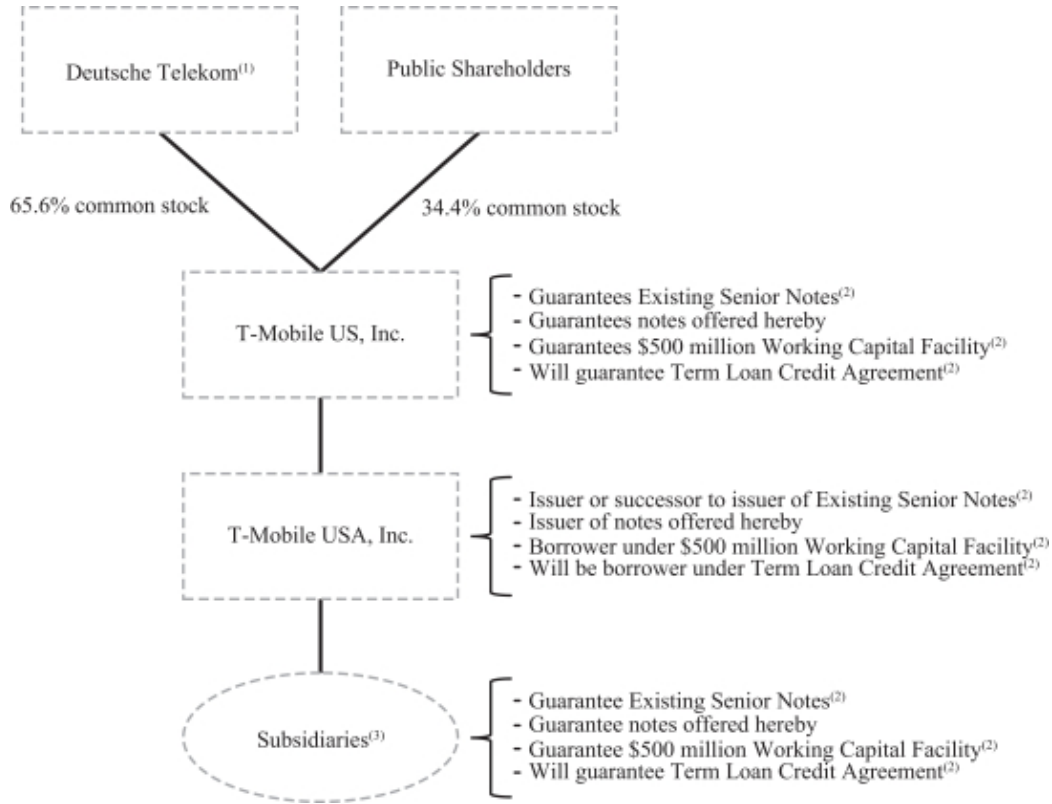 Deutsche Telekom(1)
Public Shareholders
65.6% common stock
34.4% common stock
T-Mobile US, Inc.
- Guarantees Existing Senior Notes(2)
- Guarantees notes offered hereby
- Guarantees $500 million Working Capital Facility(2)
- Will guarantee Term Loan Credit Agreement(2)
T-Mobile USA, Inc.
- Issuer or successor to issuer of Existing Senior Notes(2)
- Issuer of notes offered hereby
- Borrower under $500 million Working Capital Facility(2)
- Will be borrower under Term Loan Credit Agreement(2)
Subsidiaries(3)
- Guarantee Existing Senior Notes(2)
- Guarantee notes offered hereby
- Guarantee $500 million Working Capital Facility(2)
- Will guarantee Term Loan Credit Agreement(2)